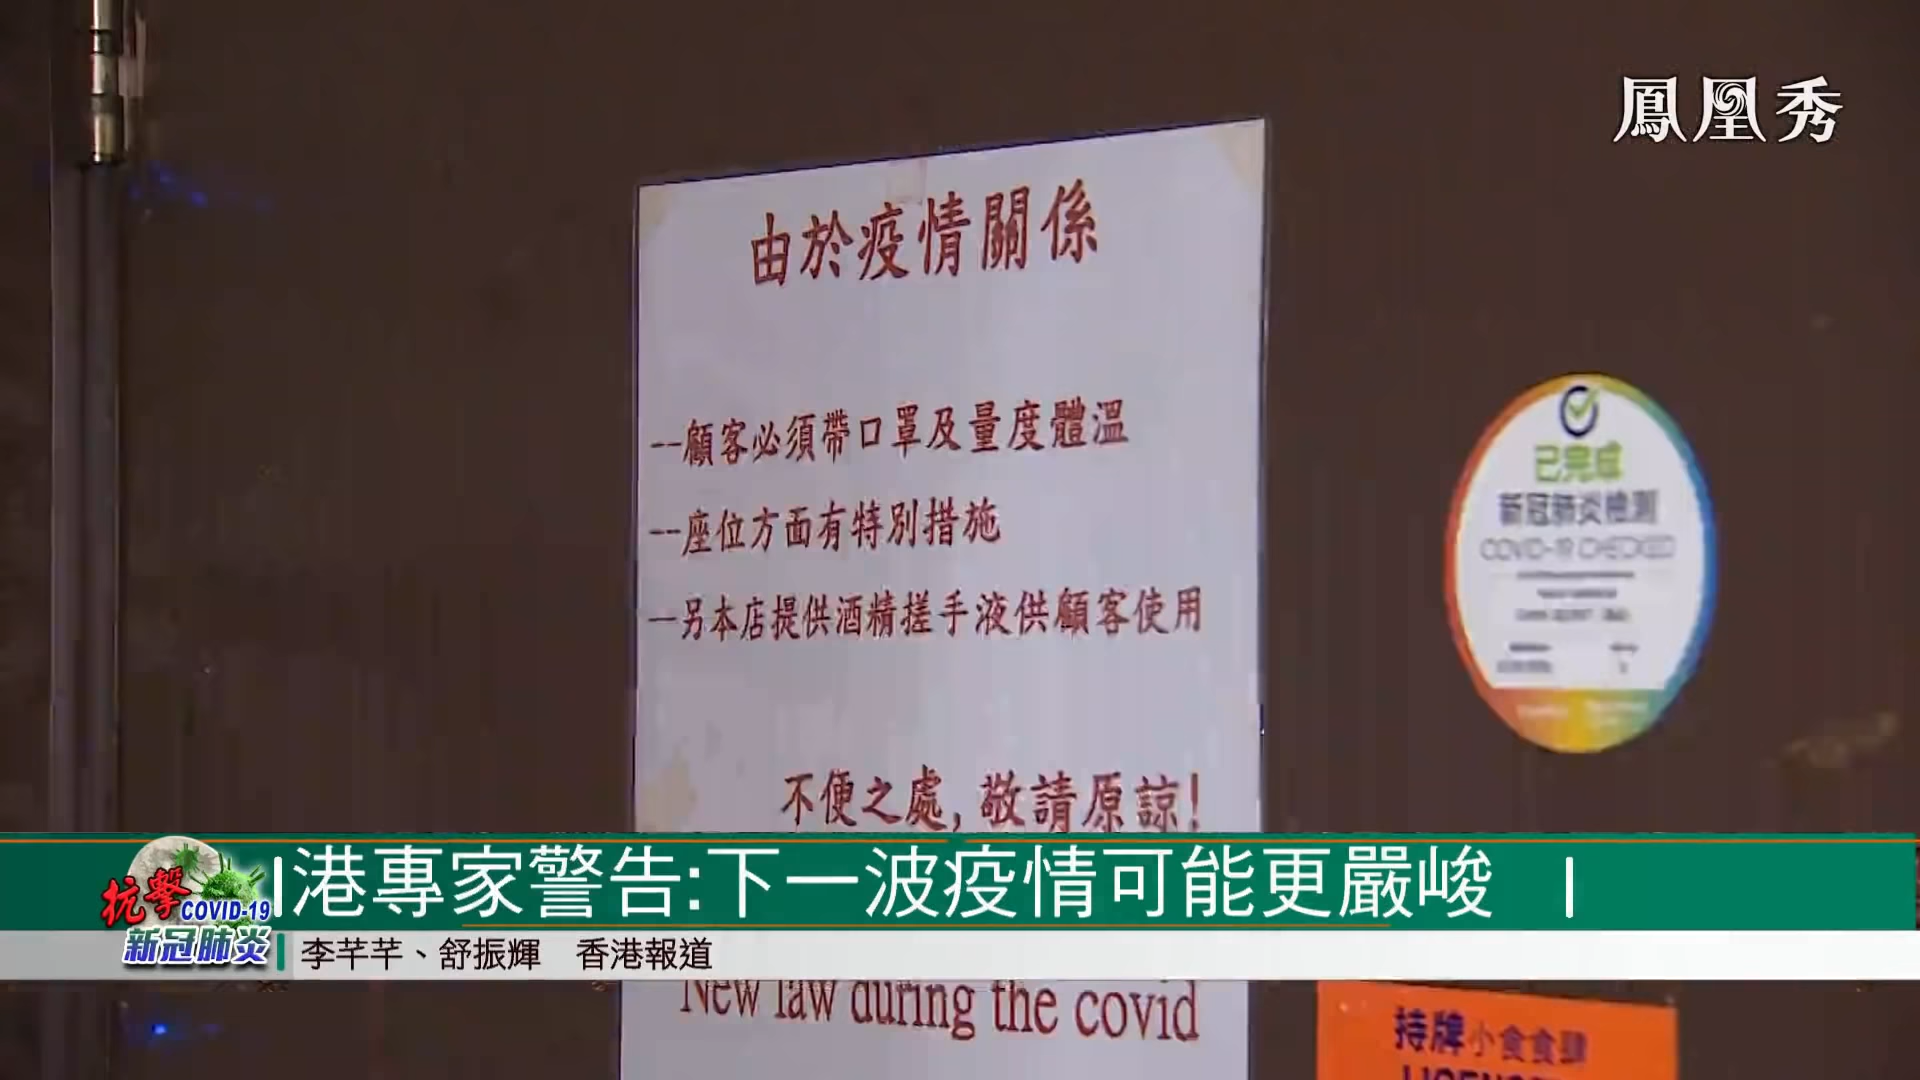 鳳凰秀
由於疫情關係
--顧客必須帶口罩及量度體溫
--座位方面有特別措施
--另本店提供酒精搓手液供顧客使用
不便之處,敬請原諒!
已完成
新冠肺炎檢測
COVID-19 CHECKED
港專家警告:下一波疫情可能更嚴峻
抗擊
COVID-19
新冠肺炎
李芊芊、舒振輝 香港報道
New law during the covid
持牌小食食肆